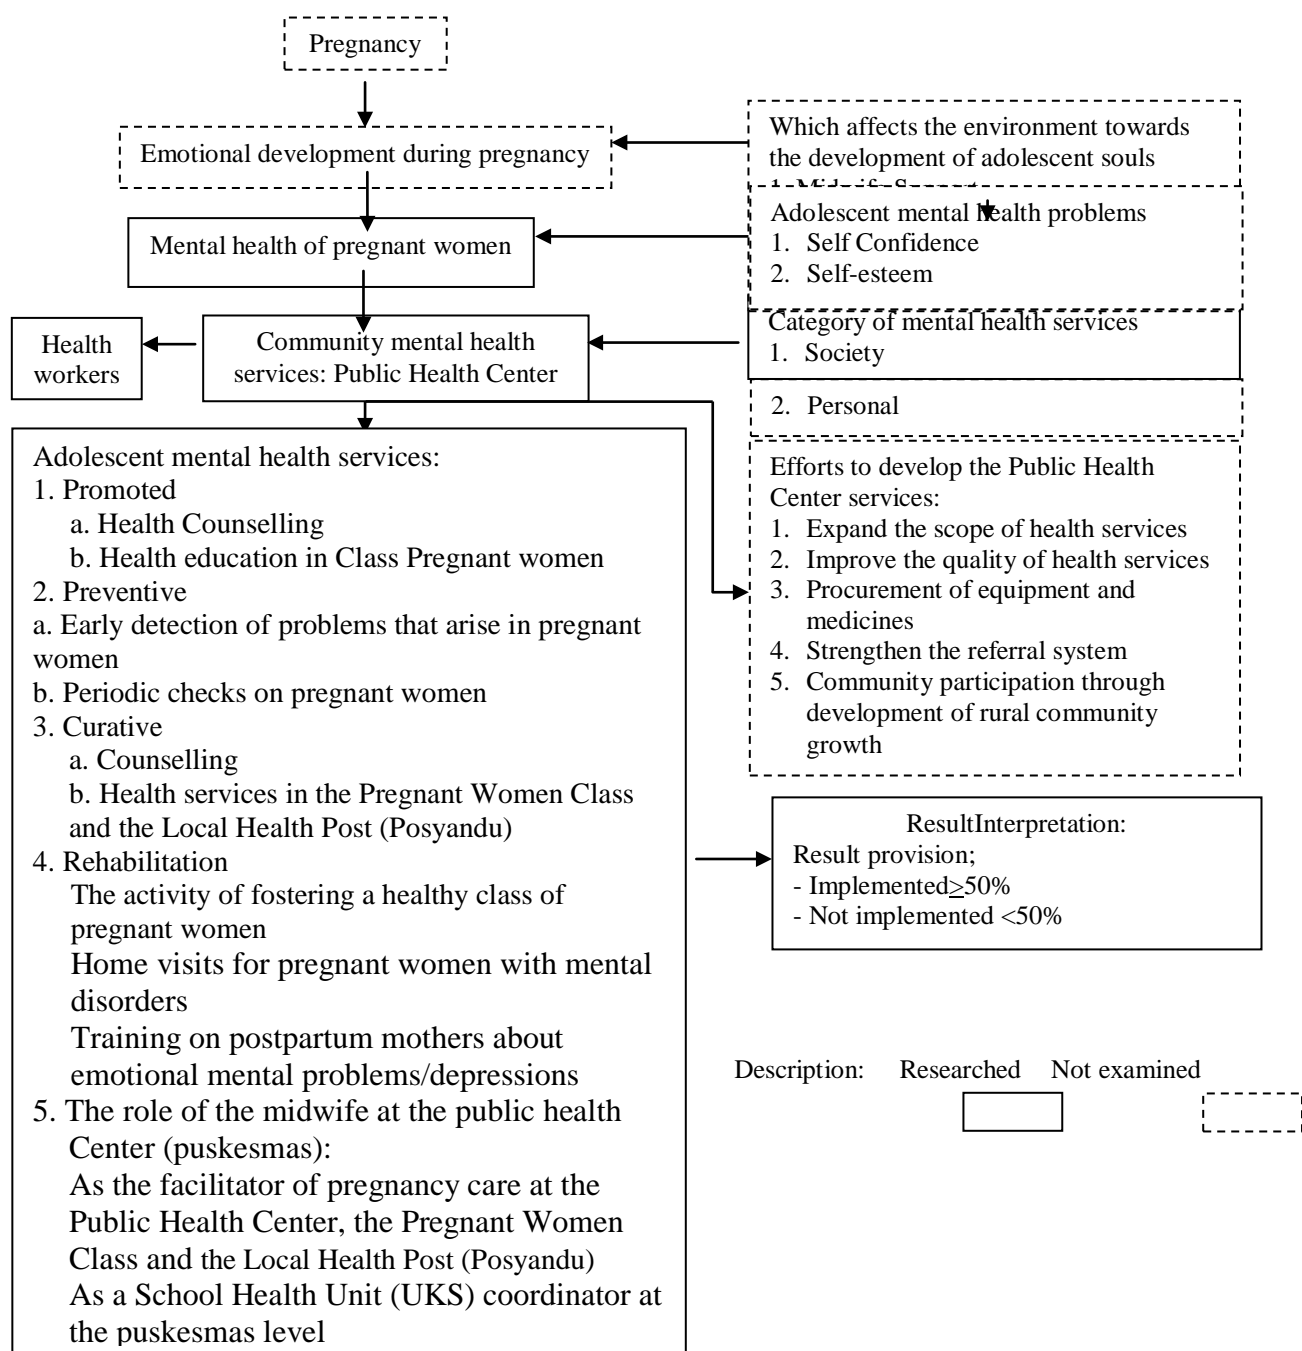 Pregnancy
Emotional development during pregnancy
Which affects the environment towards
the development of adolescent souls
Mental health of pregnant women
Adolescent mental health problems
1. Self Confidence
2. Self-esteem
Health
workers
Community mental health
services: Public Health Center
Category of mental health services
1. Society
2. Personal
Adolescent mental health services:
1. Promoted
a. Health Counselling
b. Health education in Class Pregnant women
2. Preventive
a. Early detection of problems that arise in pregnant
women
b. Periodic checks on pregnant women
3. Curative
a. Counselling
b. Health services in the Pregnant Women Class
and the Local Health Post (Posyandu)
4. Rehabilitation
The activity of fostering a healthy class of
pregnant women
Home visits for pregnant women with mental
disorders
Training on postpartum mothers about
emotional mental problems/depressions
5. The role of the midwife at the public health
Center (puskesmas):
As the facilitator of pregnancy care at the
Public Health Center, the Pregnant Women
Class and the Local Health Post (Posyandu)
As a School Health Unit (UKS) coordinator at
the puskesmas level
Efforts to develop the Public Health
Center services:
1. Expand the scope of health services
2. Improve the quality of health services
3. Procurement of equipment and
medicines
4. Strengthen the referral system
5. Community participation through
development of rural community
growth
ResultInterpretation:
Result provision;
- Implemented≥50%
- Not implemented <50%
Description: Researched Not examined